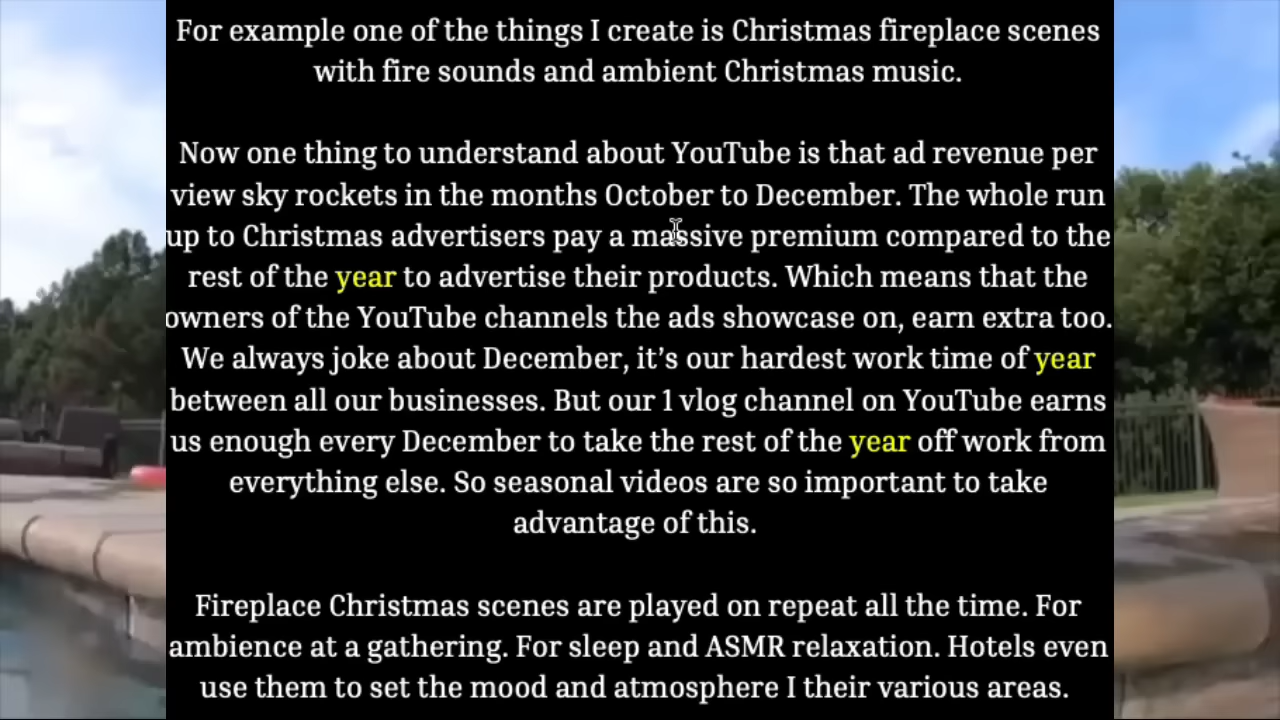 For example one of the things I create is Christmas fireplace scenes
with fire sounds and ambient Christmas music.
Now one thing to understand about YouTube is that ad revenue per
view sky rockets in the months October to December. The whole run
up to Christmas advertisers pay a massive premium compared to the
rest of the year to advertise their products. Which means that the
owners of the YouTube channels the ads showcase on, earn extra too.
We always joke about December, it’s our hardest work time of year
between all our businesses. But our 1 vlog channel on YouTube earns
us enough every December to take the rest of the year off work from
everything else. So seasonal videos are so important to take
advantage of this.
Fireplace Christmas scenes are played on repeat all the time. For
ambience at a gathering. For sleep and ASMR relaxation. Hotels even
use them to set the mood and atmosphere I their various areas.